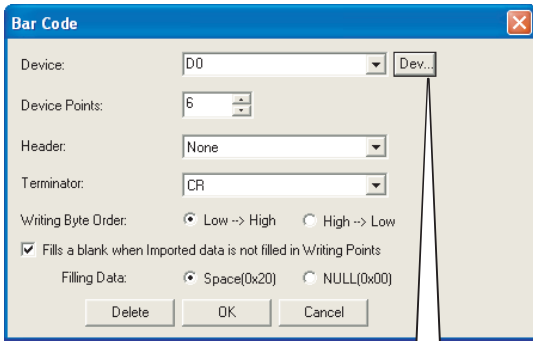 Bar Code
Device: D0 Dev...
Device Points: 6
Header: None
Terminator: CR
Writing Byte Order: Low --> High High --> Low
Fills a blank when Imported data is not filled in Writing Points
Filling Data: Space(0x20) NULL(0x00)
Delete OK Cancel